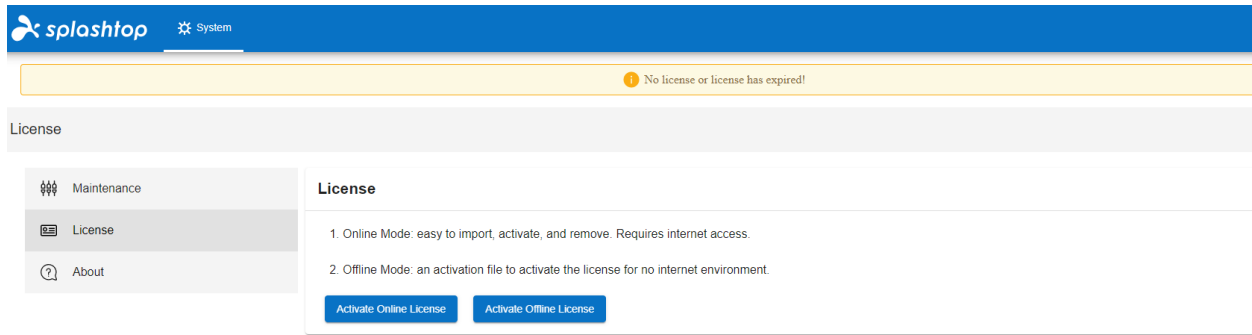 splashtop System
No license or license has expired!
License
Maintenance
License
About
License
1. Online Mode: easy to import, activate, and remove. Requires internet access.
2. Offline Mode: an activation file to activate the license for no internet environment.
Activate Online License Activate Offline License